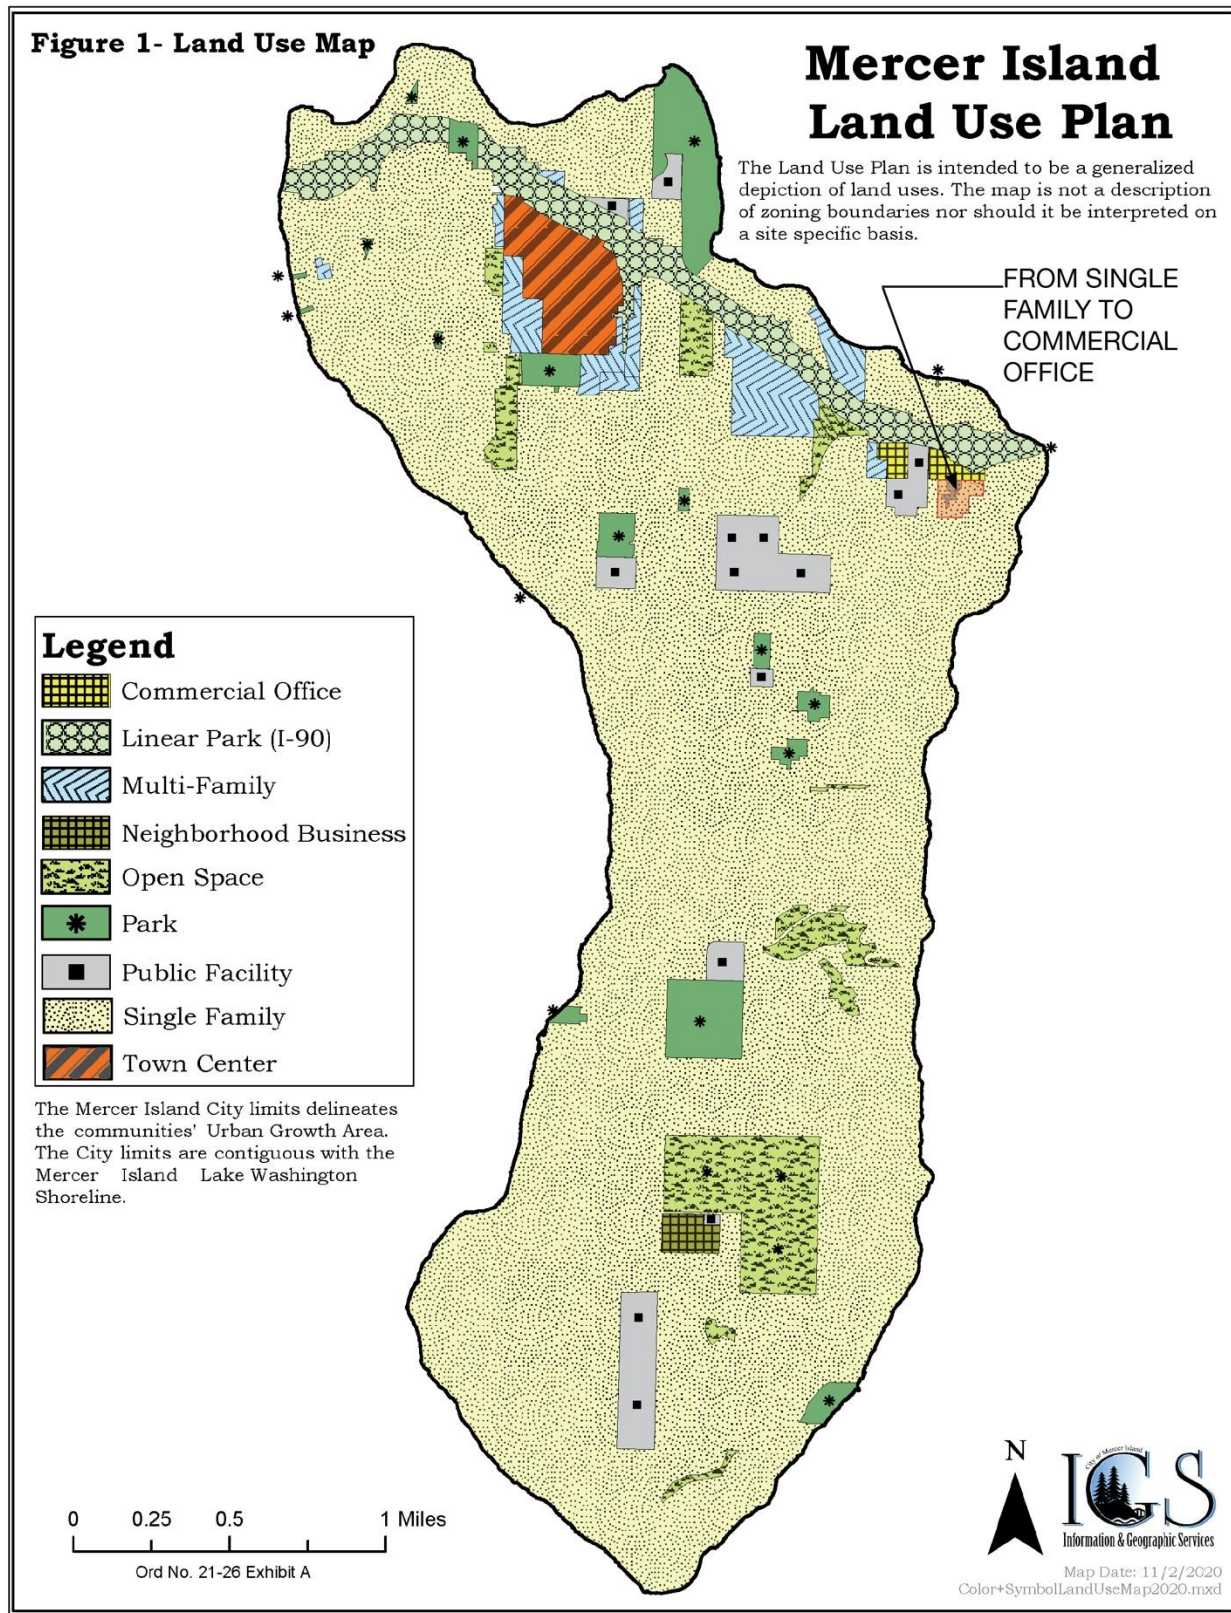 Figure 1- Land Use Map
Mercer Island
Land Use Plan
The Land Use Plan is intended to be a generalized
depiction of land uses. The map is not a description
of zoning boundaries nor should it be interpreted on
a site specific basis.
FROM SINGLE
FAMILY TO
COMMERCIAL
OFFICE
Legend
Commercial Office
Linear Park (I-90)
Multi-Family
Neighborhood Business
Open Space
Park
Public Facility
Single Family
Town Center
The Mercer Island City limits delineates
the communities' Urban Growth Area.
The City limits are contiguous with the
Mercer Island Lake Washington
Shoreline.
0 0.25 0.5 1 Miles
Ord No. 21-26 Exhibit A
N
City of Mercer Island
IGS
Information & Geographic Services
Map Date: 11/2/2020
Color+SymbolLandUseMap2020.mxd